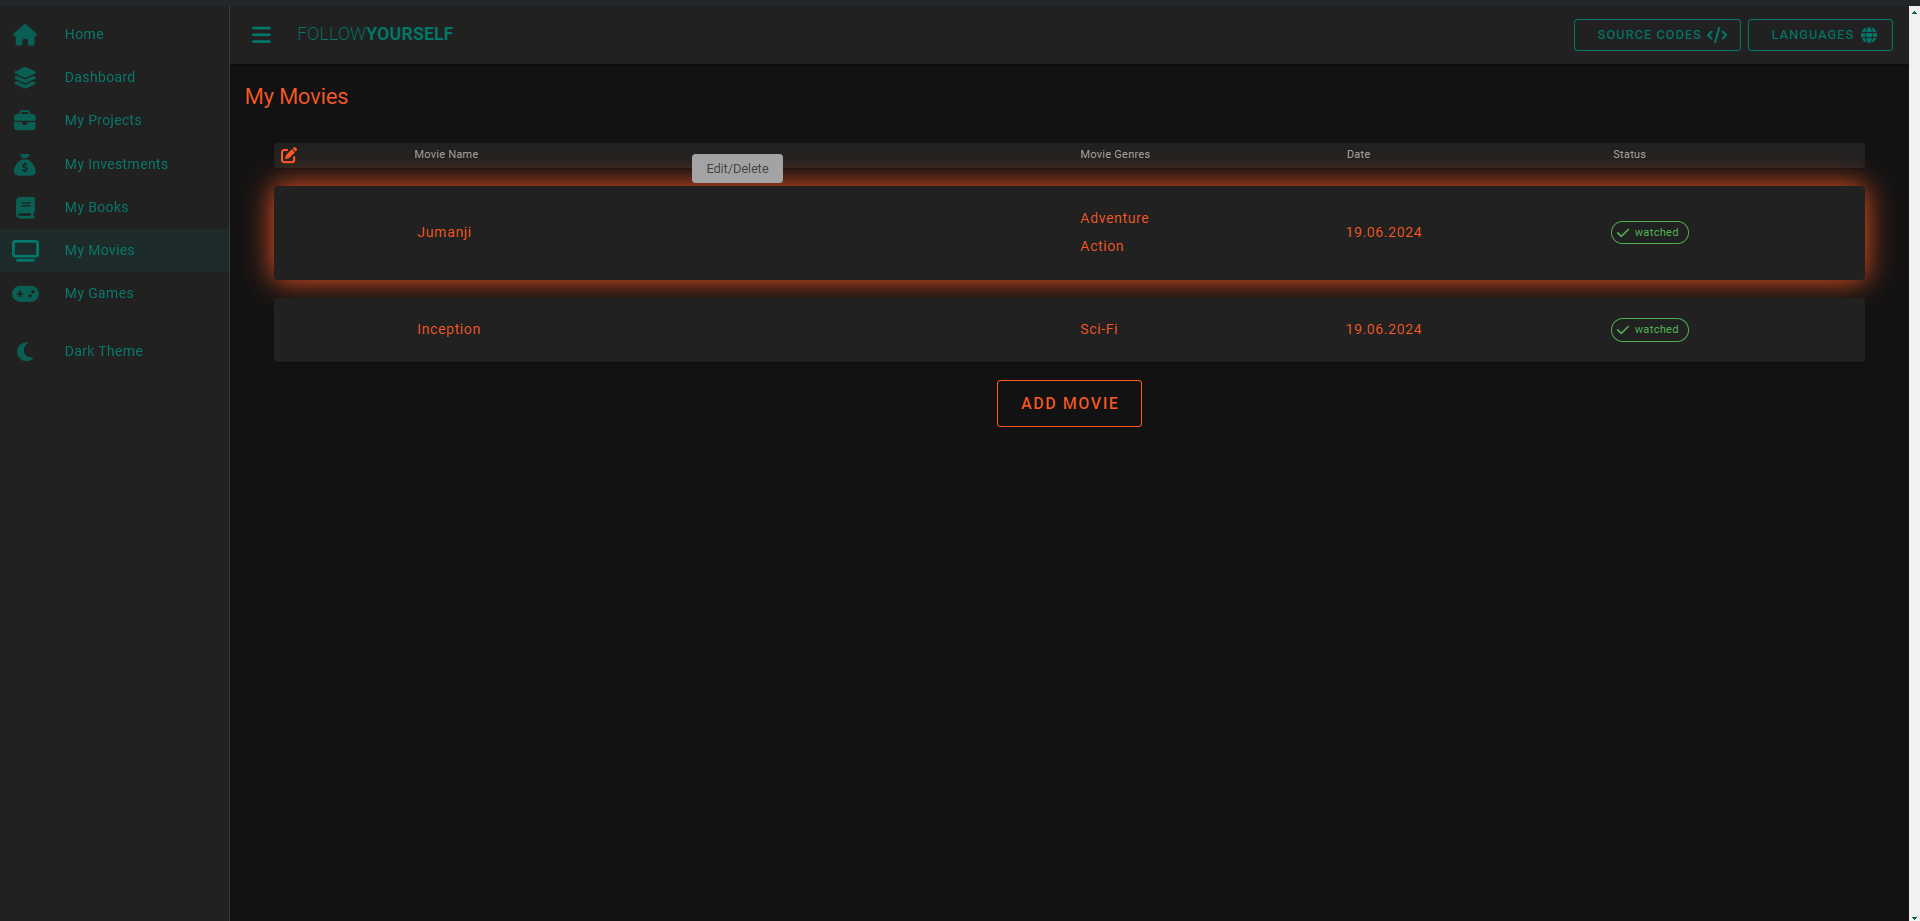 Home
Dashboard
My Projects
My Investments
My Books
My Movies
My Games
Dark Theme
FOLLOWYOURSELF
SOURCE CODES </>
LANGUAGES
My Movies
Movie Name
Movie Genres
Date
Status
Edit/Delete
Jumanji
Adventure
Action
19.06.2024
watched
Inception
Sci-Fi
19.06.2024
watched
ADD MOVIE